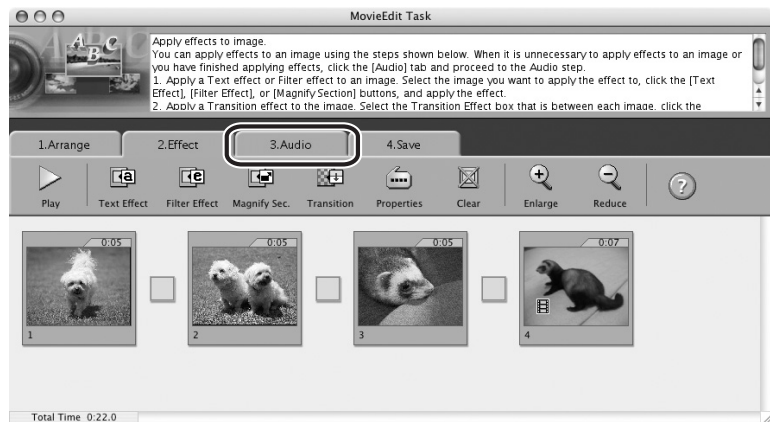 MovieEdit Task
A B C
Apply effects to image.
You can apply effects to an image using the steps shown below. When it is unnecessary to apply effects to an image or
you have finished applying effects, click the [Audio] tab and proceed to the Audio step.
1. Apply a Text effect or Filter effect to an image. Select the image you want to apply the effect to, click the [Text
Effect], [Filter Effect], or [Magnify Section] buttons, and apply the effect.
2. Apply a Transition effect to the image. Select the Transition Effect box that is between each image, click the
1.Arrange 2.Effect 3.Audio 4.Save
a e ?
Play Text Effect Filter Effect Magnify Sec. Transition Properties Clear Enlarge Reduce
0:05 0:05 0:05 0:07
1 2 3 4
Total Time 0:22.0